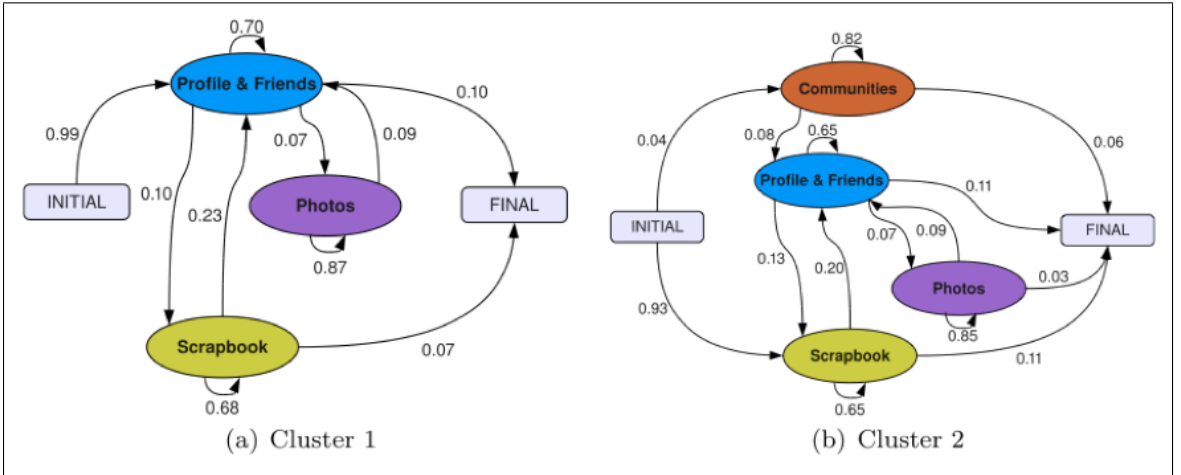 0.70
Profile & Friends
0.99
0.10
0.07
0.09
INITIAL
0.10
0.23
Photos
FINAL
0.87
Scrapbook
0.07
0.68
(a) Cluster 1
0.82
Communities
0.04
0.08
0.65
0.06
Profile & Friends
0.11
INITIAL
0.07
0.09
FINAL
0.13
0.20
0.03
Photos
0.93
0.85
Scrapbook
0.11
0.65
(b) Cluster 2